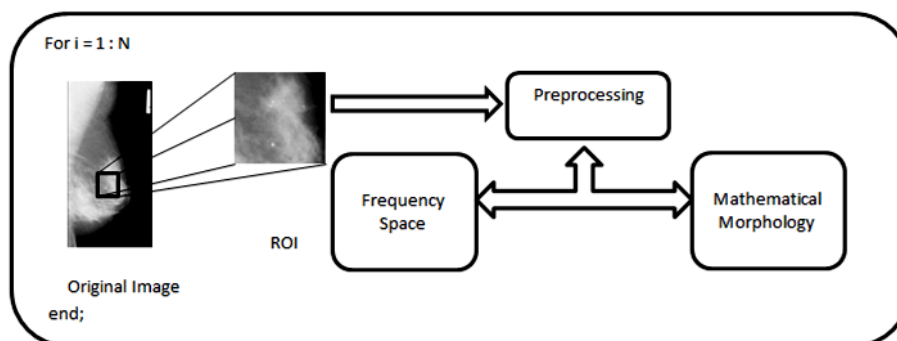 For i = 1 : N
Preprocessing
Frequency
Space
Mathematical
Morphology
ROI
Original Image
end;